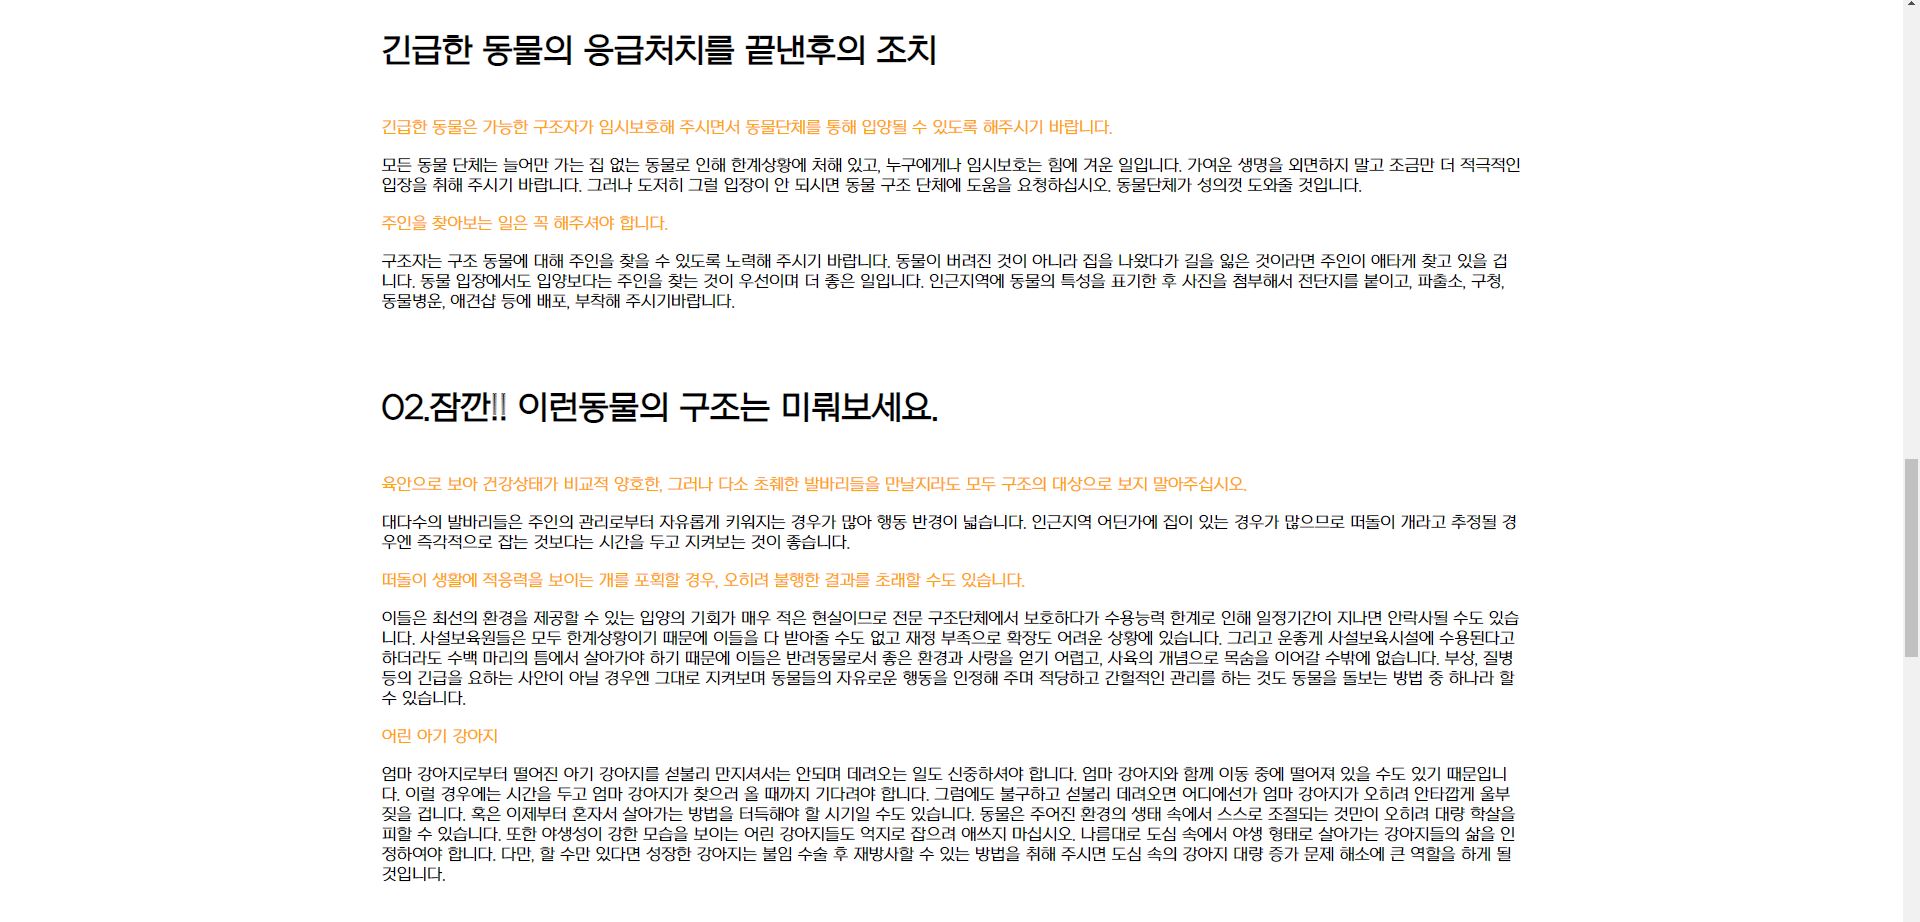 긴급한 동물의 응급처치를 끝낸후의 조치
긴급한 동물은 가능한 구조자가 임시보호해 주시면서 동물단체를 통해 입양될 수 있도록 해주시기 바랍니다.
모든 동물 단체는 늘어만 가는 집 없는 동물로 인해 한계상황에 처해 있고, 누구에게나 임시보호는 힘에 겨운 일입니다. 가여운 생명을 외면하지 말고 조금만 더 적극적인
입장을 취해 주시기 바랍니다. 그러나 도저히 그럴 입장이 안 되시면 동물 구조 단체에 도움을 요청하십시오. 동물단체가 성의껏 도와줄 것입니다.
주인을 찾아보는 일은 꼭 해주셔야 합니다.
구조자는 구조 동물에 대해 주인을 찾을 수 있도록 노력해 주시기 바랍니다. 동물이 버려진 것이 아니라 집을 나왔다가 길을 잃은 것이라면 주인이 애타게 찾고 있을 겁
니다. 동물 입장에서도 입양보다는 주인을 찾는 것이 우선이며 더 좋은 일입니다. 인근지역에 동물의 특성을 표기한 후 사진을 첨부해서 전단지를 붙이고, 파출소, 구청,
동물병운, 애견샵 등에 배포, 부착해 주시기바랍니다.
02.잠깐!! 이런동물의 구조는 미뤄보세요.
육안으로 보아 건강상태가 비교적 양호한, 그러나 다소 초췌한 발바리들을 만날지라도 모두 구조의 대상으로 보지 말아주십시오.
대다수의 발바리들은 주인의 관리로부터 자유롭게 키워지는 경우가 많아 행동 반경이 넓습니다. 인근지역 어딘가에 집이 있는 경우가 많으므로 떠돌이 개라고 추정될 경
우엔 즉각적으로 잡는 것보다는 시간을 두고 지켜보는 것이 좋습니다.
떠돌이 생활에 적응력을 보이는 개를 포획할 경우, 오히려 불행한 결과를 초래할 수도 있습니다.
이들은 최선의 환경을 제공할 수 있는 입양의 기회가 매우 적은 현실이므로 전문 구조단체에서 보호하다가 수용능력 한계로 인해 일정기간이 지나면 안락사될 수도 있습
니다. 사설보육원들은 모두 한계상황이기 때문에 이들을 다 받아줄 수도 없고 재정 부족으로 확장도 어려운 상황에 있습니다. 그리고 운좋게 사설보육시설에 수용된다고
하더라도 수백 마리의 틈에서 살아가야 하기 때문에 이들은 반려동물로서 좋은 환경과 사랑을 얻기 어렵고, 사육의 개념으로 목숨을 이어갈 수밖에 없습니다. 부상, 질병
등의 긴급을 요하는 사안이 아닐 경우엔 그대로 지켜보며 동물들의 자유로운 행동을 인정해 주며 적당하고 간헐적인 관리를 하는 것도 동물을 돌보는 방법 중 하나라 할
수 있습니다.
어린 아기 강아지
엄마 강아지로부터 떨어진 아기 강아지를 섣불리 만지셔서는 안되며 데려오는 일도 신중하셔야 합니다. 엄마 강아지와 함께 이동 중에 떨어져 있을 수도 있기 때문입니
다. 이럴 경우에는 시간을 두고 엄마 강아지가 찾으러 올 때까지 기다려야 합니다. 그럼에도 불구하고 섣불리 데려오면 어디에선가 엄마 강아지가 오히려 안타깝게 울부
짖을 겁니다. 혹은 이제부터 혼자서 살아가는 방법을 터득해야 할 시기일 수도 있습니다. 동물은 주어진 환경의 생태 속에서 스스로 조절되는 것만이 오히려 대량 학살을
피할 수 있습니다. 또한 야생성이 강한 모습을 보이는 어린 강아지들도 억지로 잡으려 애쓰지 마십시오. 나름대로 도심 속에서 야생 형태로 살아가는 강아지들의 삶을 인
정하여야 합니다. 다만, 할 수만 있다면 성장한 강아지는 불임 수술 후 재방사할 수 있는 방법을 취해 주시면 도심 속의 강아지 대량 증가 문제 해소에 큰 역할을 하게 될
것입니다.